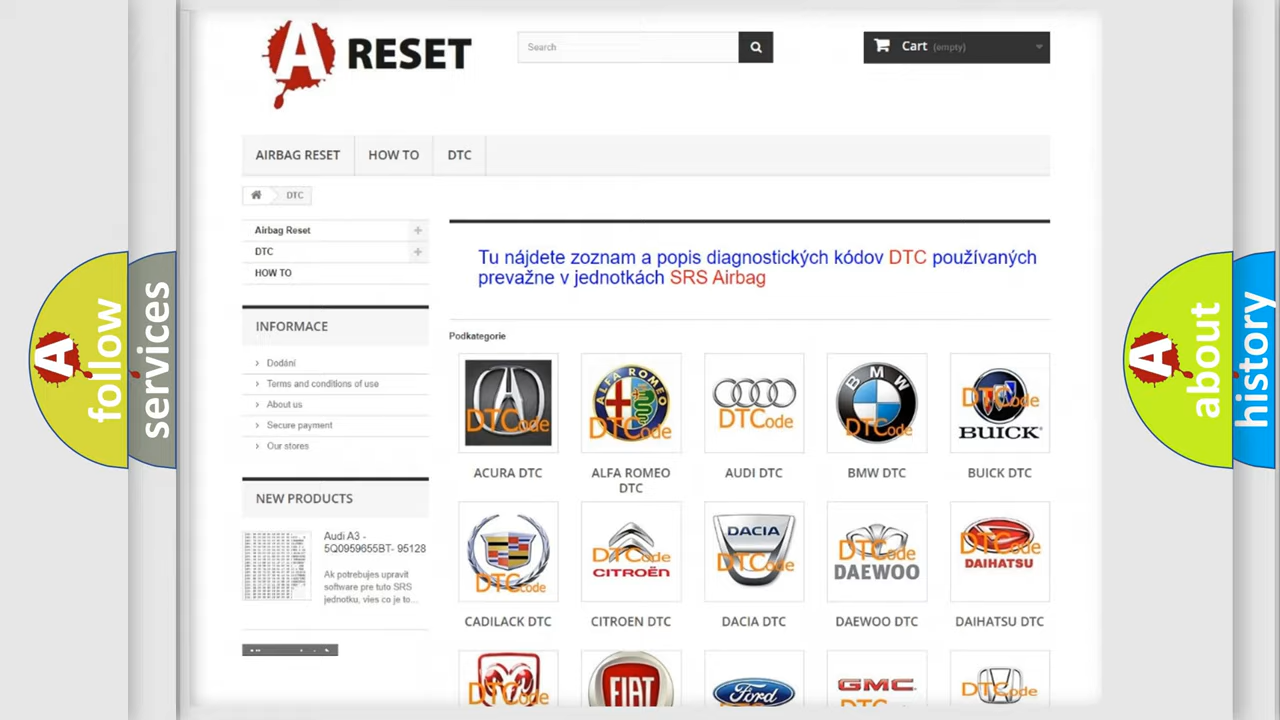 A RESET
Search
Cart (empty)
AIRBAG RESET
HOW TO
DTC
DTC
Airbag Reset
DTC
HOW TO
INFORMACE
Dodání
Terms and conditions of use
About us
Secure payment
Our stores
NEW PRODUCTS
Audi A3 -
5Q0959655BT- 95128
Ak potrebujes upravit
software pre tuto SRS
jednotku, vies co je to...
Tu nájdete zoznam a popis diagnostických kódov DTC používaných
prevažne v jednotkách SRS Airbag
Podkategorie
DTCode
ALFA ROMEO
DTCode
DTCode
BMW
DTCode
DTCode
BUICK
ACURA DTC
ALFA ROMEO
DTC
AUDI DTC
BMW DTC
BUICK DTC
DTCode
DTCode
CITROËN
DACIA
DTCode
DTCode
DAEWOO
DTCode
DAIHATSU
CADILACK DTC
CITROEN DTC
DACIA DTC
DAEWOO DTC
DAIHATSU DTC
DTCode
FIAT
Ford
GMC
DTCode
A
follow
services
A
about
history